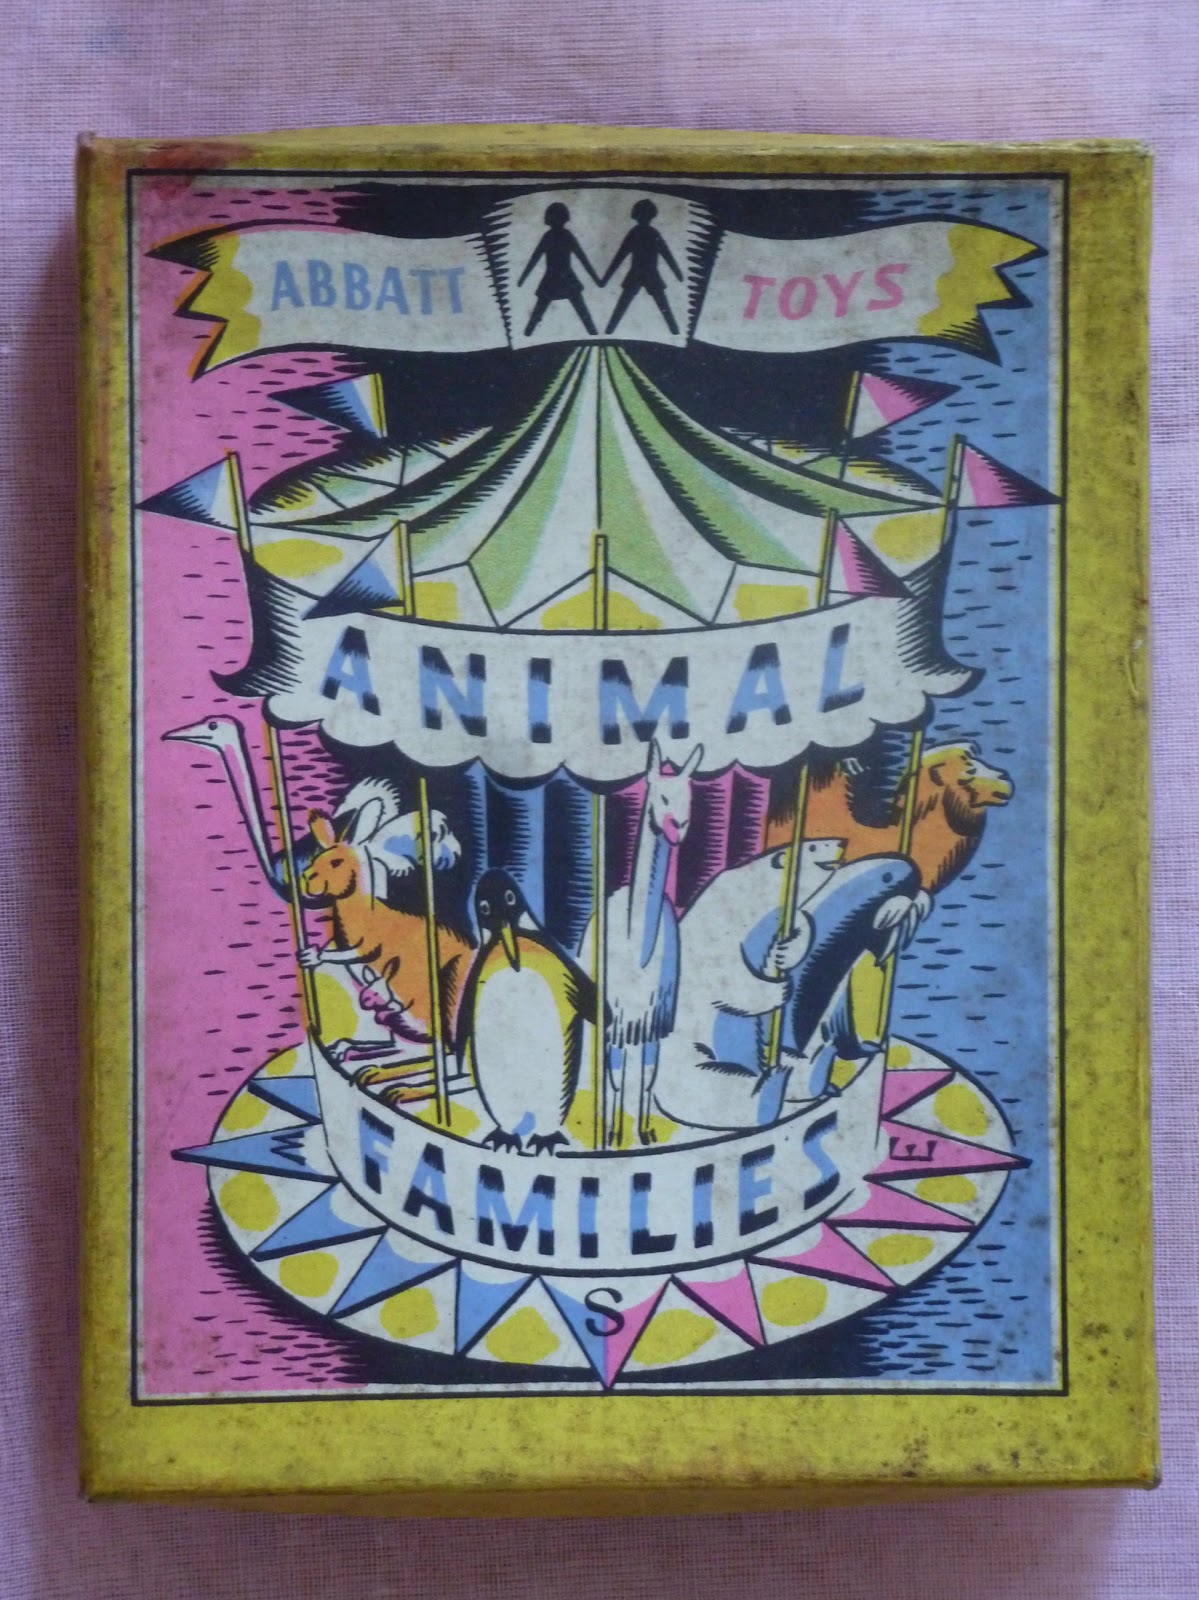 ABBATT TOYS
ANIMAL
FAMILIES
W E
S